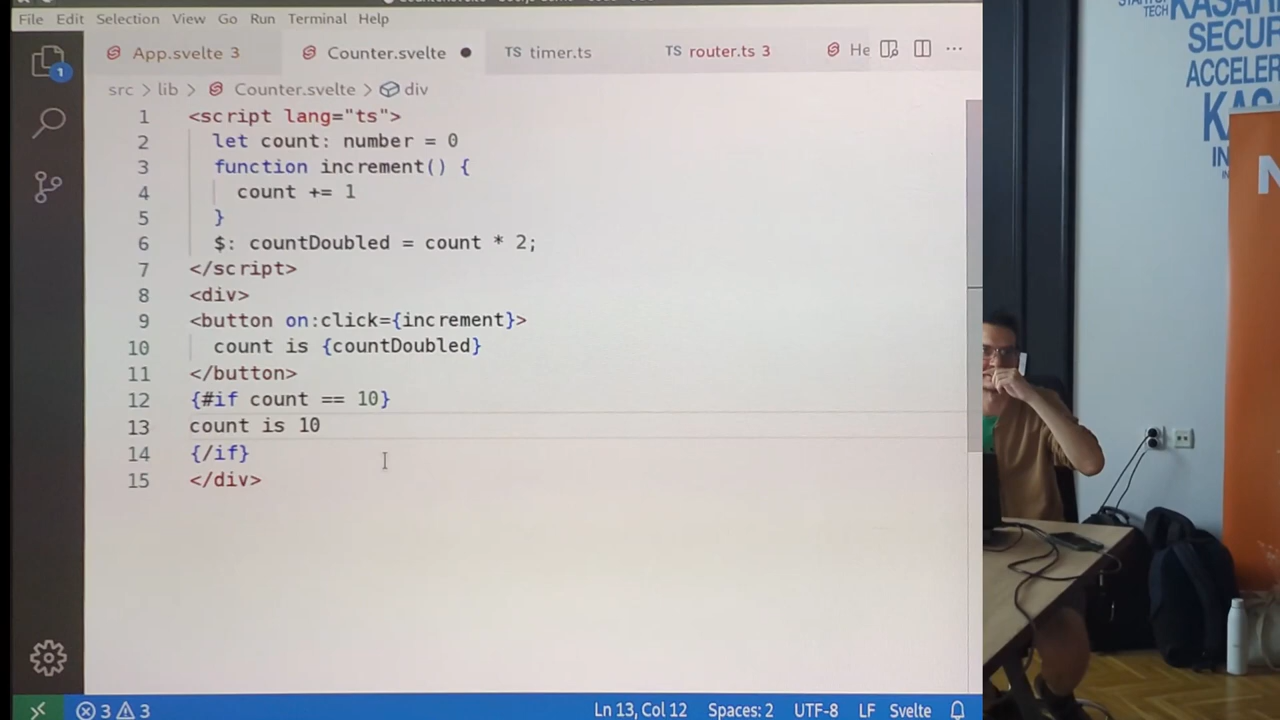 File Edit Selection View Go Run Terminal Help
App.svelte 3
Counter.svelte
TS timer.ts
TS router.ts 3
He
src > lib > Counter.svelte > div
1 <script lang="ts">
2 let count: number = 0
3 function increment() {
4 count += 1
5 }
6 $: countDoubled = count * 2;
7 </script>
8 <div>
9 <button on:click={increment}>
10 count is {countDoubled}
11 </button>
12 {#if count == 10}
13 count is 10
14 {/if}
15 </div>
1
3 3
Ln 13, Col 12 Spaces: 2 UTF-8 LF Svelte
TECH
SECUR
ACCELER
KAS
IN
N